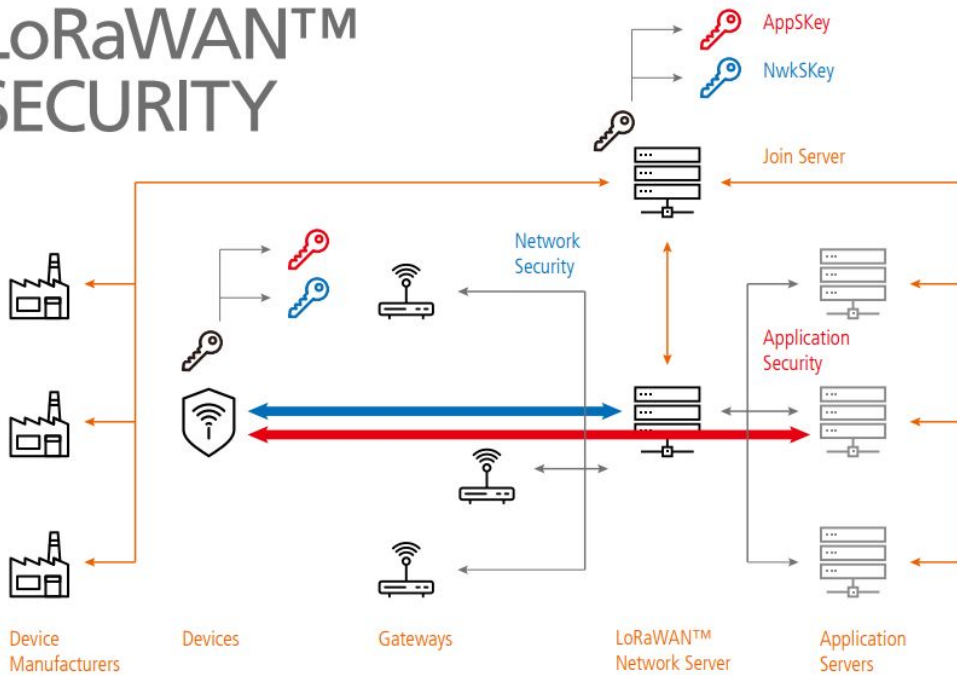 LoRaWAN™
SECURITY
AppSKey
NwkSKey
Join Server
Network
Security
Application
Security
Device
Manufacturers
Devices
Gateways
LoRaWAN™
Network Server
Application
Servers